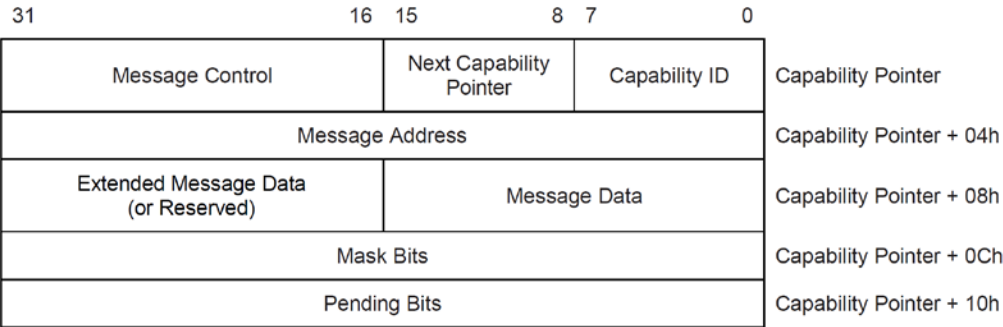 31 16 15 8 7 0
Message Control Next Capability Pointer Capability ID Capability Pointer
Message Address Capability Pointer + 04h
Extended Message Data (or Reserved) Message Data Capability Pointer + 08h
Mask Bits Capability Pointer + 0Ch
Pending Bits Capability Pointer + 10h